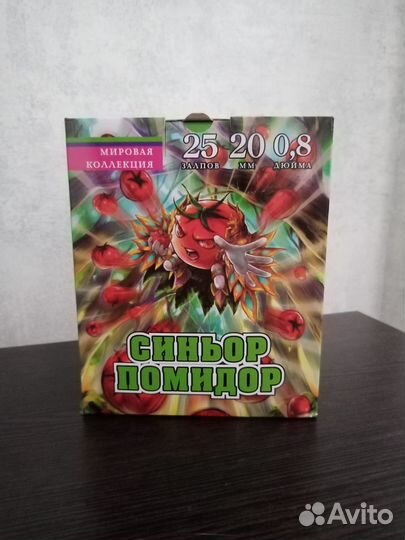 МИРОВАЯ
КОЛЛЕКЦИЯ
25 20 0,8
ЗАЛПОВ ММ ДЮЙМА
СИНЬОР
ПОМИДОР
Avito